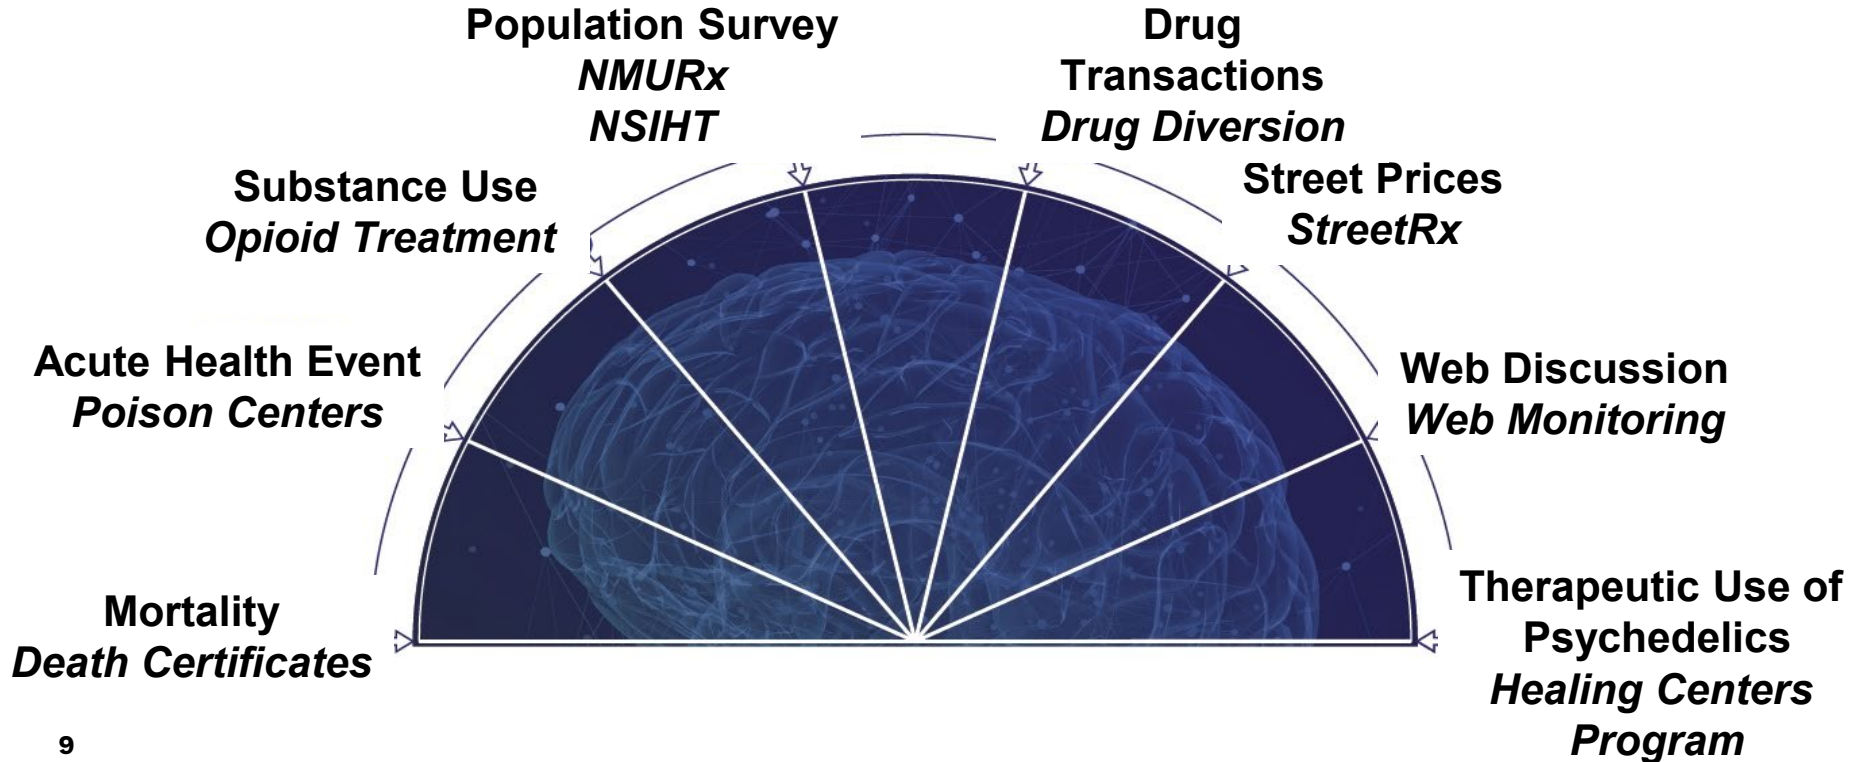 Population Survey
NMURx
NSIHT
Drug
Transactions
Drug Diversion
Substance Use
Opioid Treatment
Street Prices
StreetRx
Acute Health Event
Poison Centers
Web Discussion
Web Monitoring
Mortality
Death Certificates
Therapeutic Use of
Psychedelics
Healing Centers
Program
9